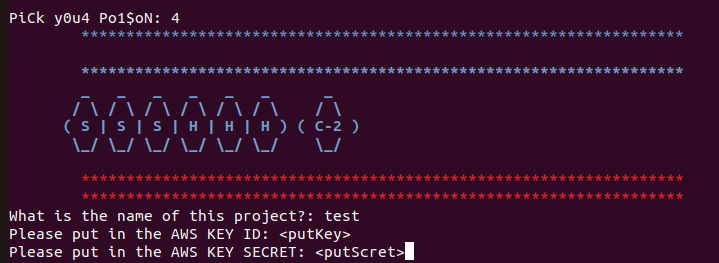 PiCk y0u4 Po1$oN: 4
*******************************************************************
*******************************************************************
_ _ _ _ _ _ _
/ \ / \ / \ / \ / \ / \ / \
( S | S | S | H | H | H ) ( C-2 )
\_/ \_/ \_/ \_/ \_/ \_/ \_/
*******************************************************************
*******************************************************************
What is the name of this project?: test
Please put in the AWS KEY ID: <putKey>
Please put in the AWS KEY SECRET: <putScret>